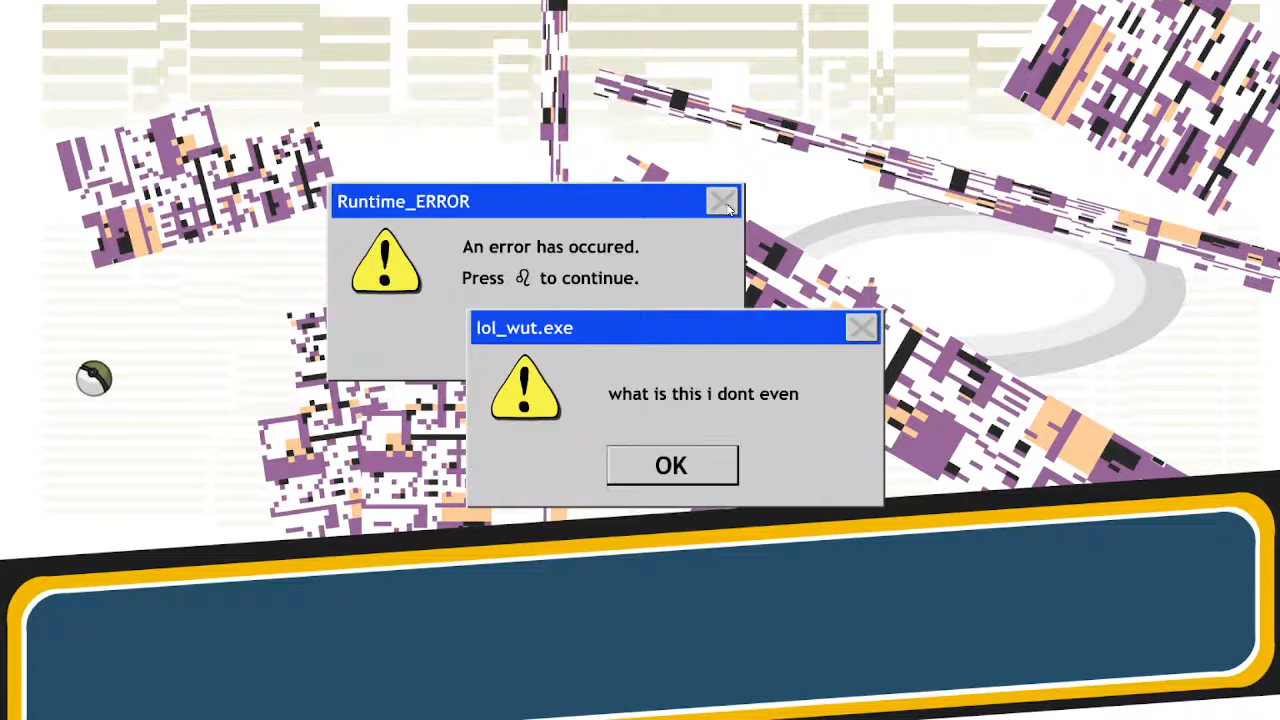 Runtime_ERROR
An error has occured.
Press ♌ to continue.
lol_wut.exe
what is this i dont even
OK